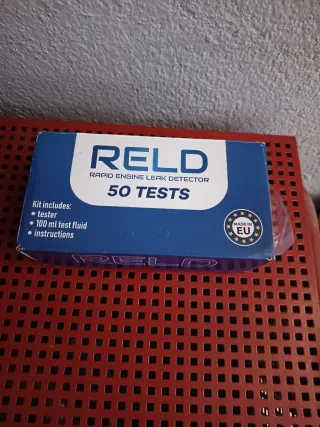 RELD
RAPID ENGINE LEAK DETECTOR
50 TESTS
Kit includes:
• tester
• 100 ml test fluid
• instructions
MADE IN
EU
RELD